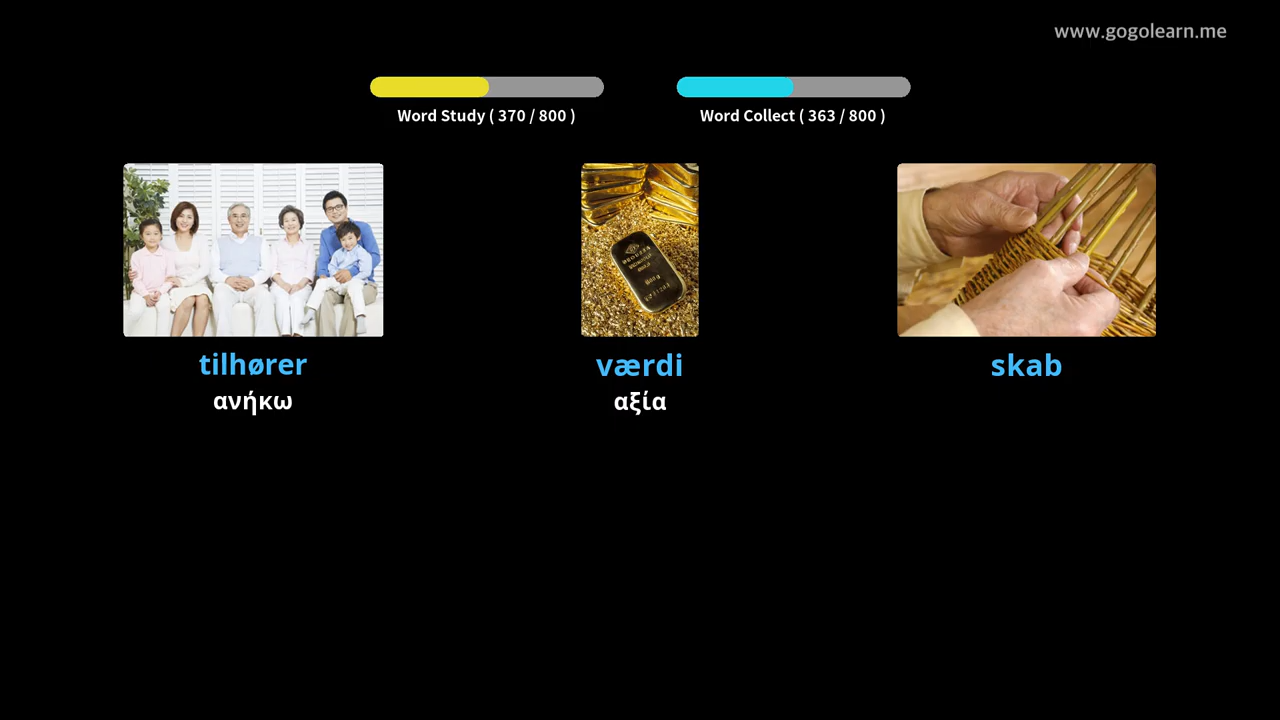 www.gogolearn.me
Word Study ( 370 / 800 )
Word Collect ( 363 / 800 )
tilhører
ανήκω
værdi
αξία
skab